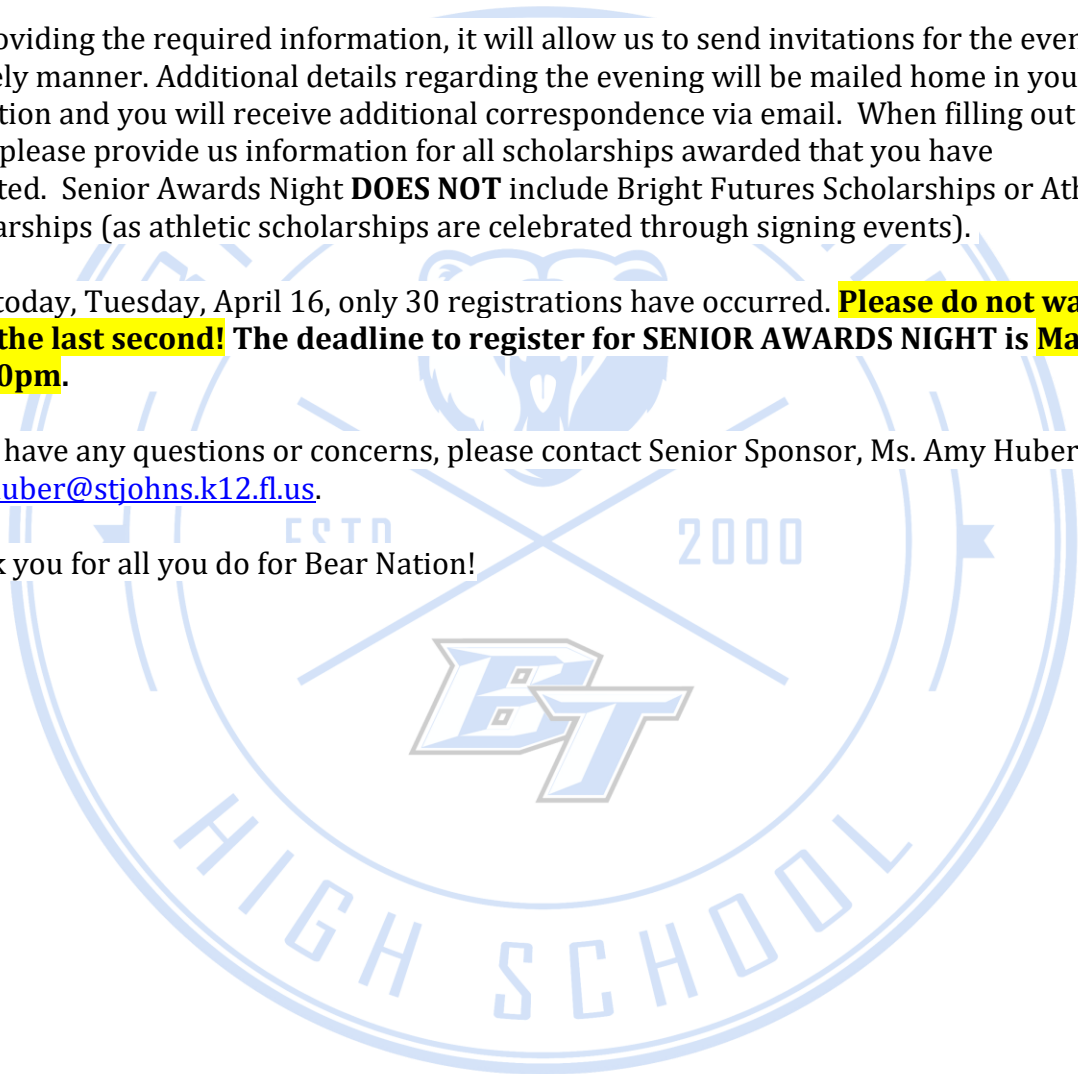 oviding the required information, it will allow us to send invitations for the even
ely manner. Additional details regarding the evening will be mailed home in you
tion and you will receive additional correspondence via email.  When filling out
please provide us information for all scholarships awarded that you have
ted.  Senior Awards Night DOES NOT include Bright Futures Scholarships or Ath
arships (as athletic scholarships are celebrated through signing events).
today, Tuesday, April 16, only 30 registrations have occurred. Please do not wa
the last second! The deadline to register for SENIOR AWARDS NIGHT is Ma
0pm.
have any questions or concerns, please contact Senior Sponsor, Ms. Amy Huber
uber@stjohns.k12.fl.us.
ESTD 2000
k you for all you do for Bear Nation!
BT
HIGH SCHOOL